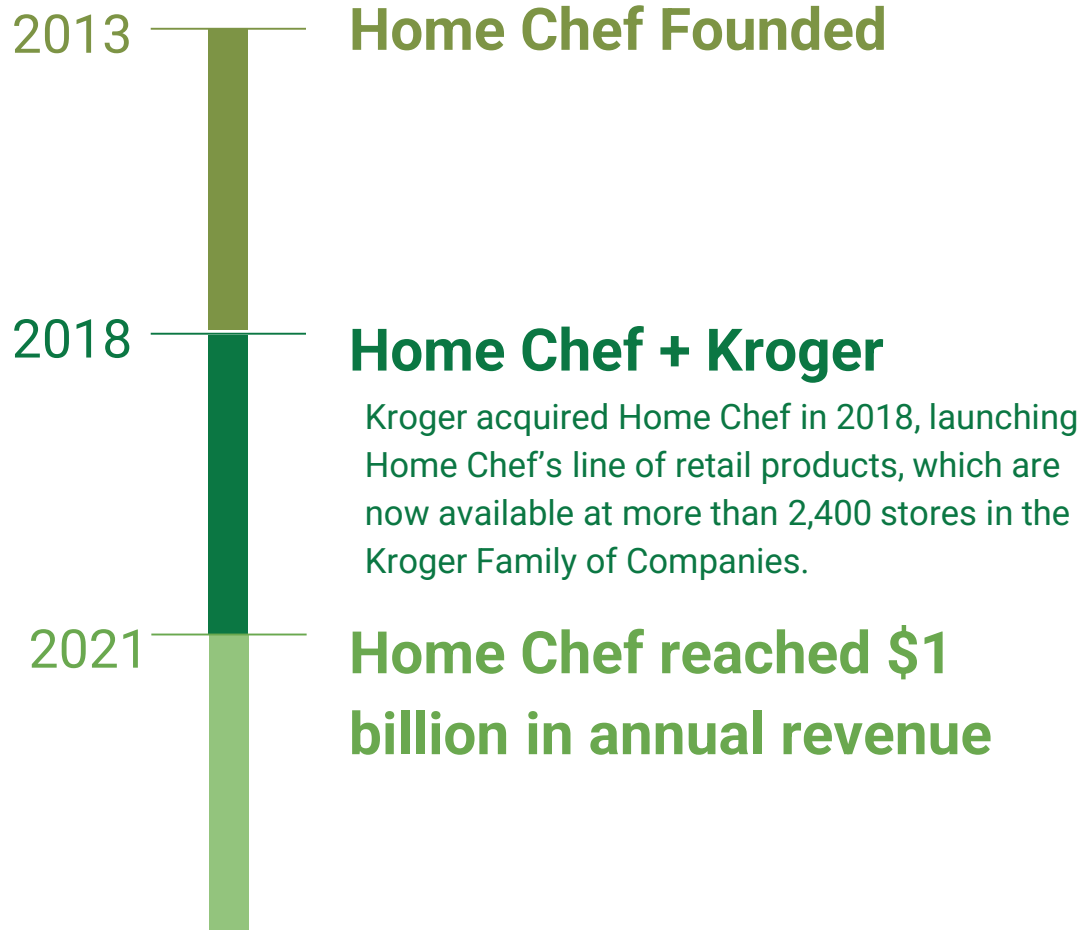 2013
Home Chef Founded
2018
Home Chef + Kroger
Kroger acquired Home Chef in 2018, launching
Home Chef’s line of retail products, which are
now available at more than 2,400 stores in the
Kroger Family of Companies.
2021
Home Chef reached $1
billion in annual revenue